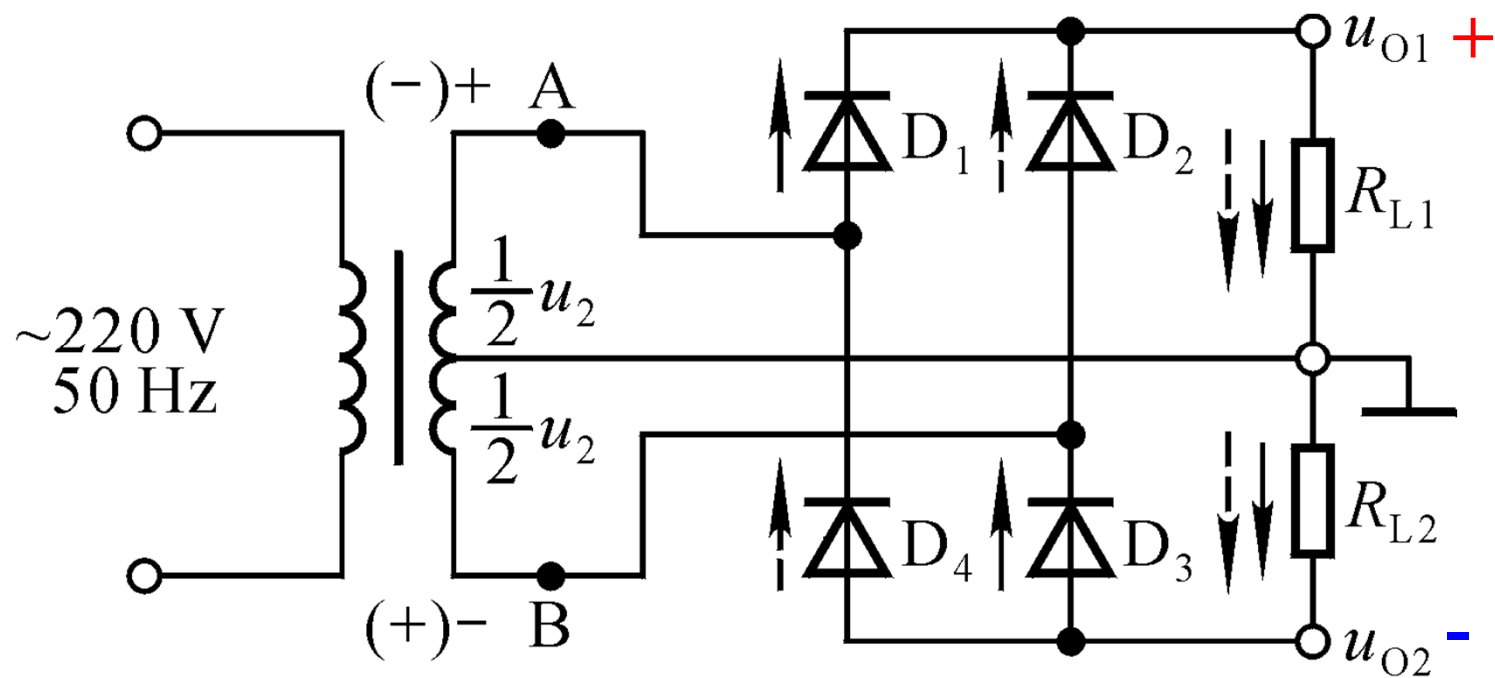 u_O1 +
(−)+ A
D_1 D_2
R_L1
1/2 u_2
~220 V
50 Hz
1/2 u_2
R_L2
D_4 D_3
(+)- B
u_O2 -